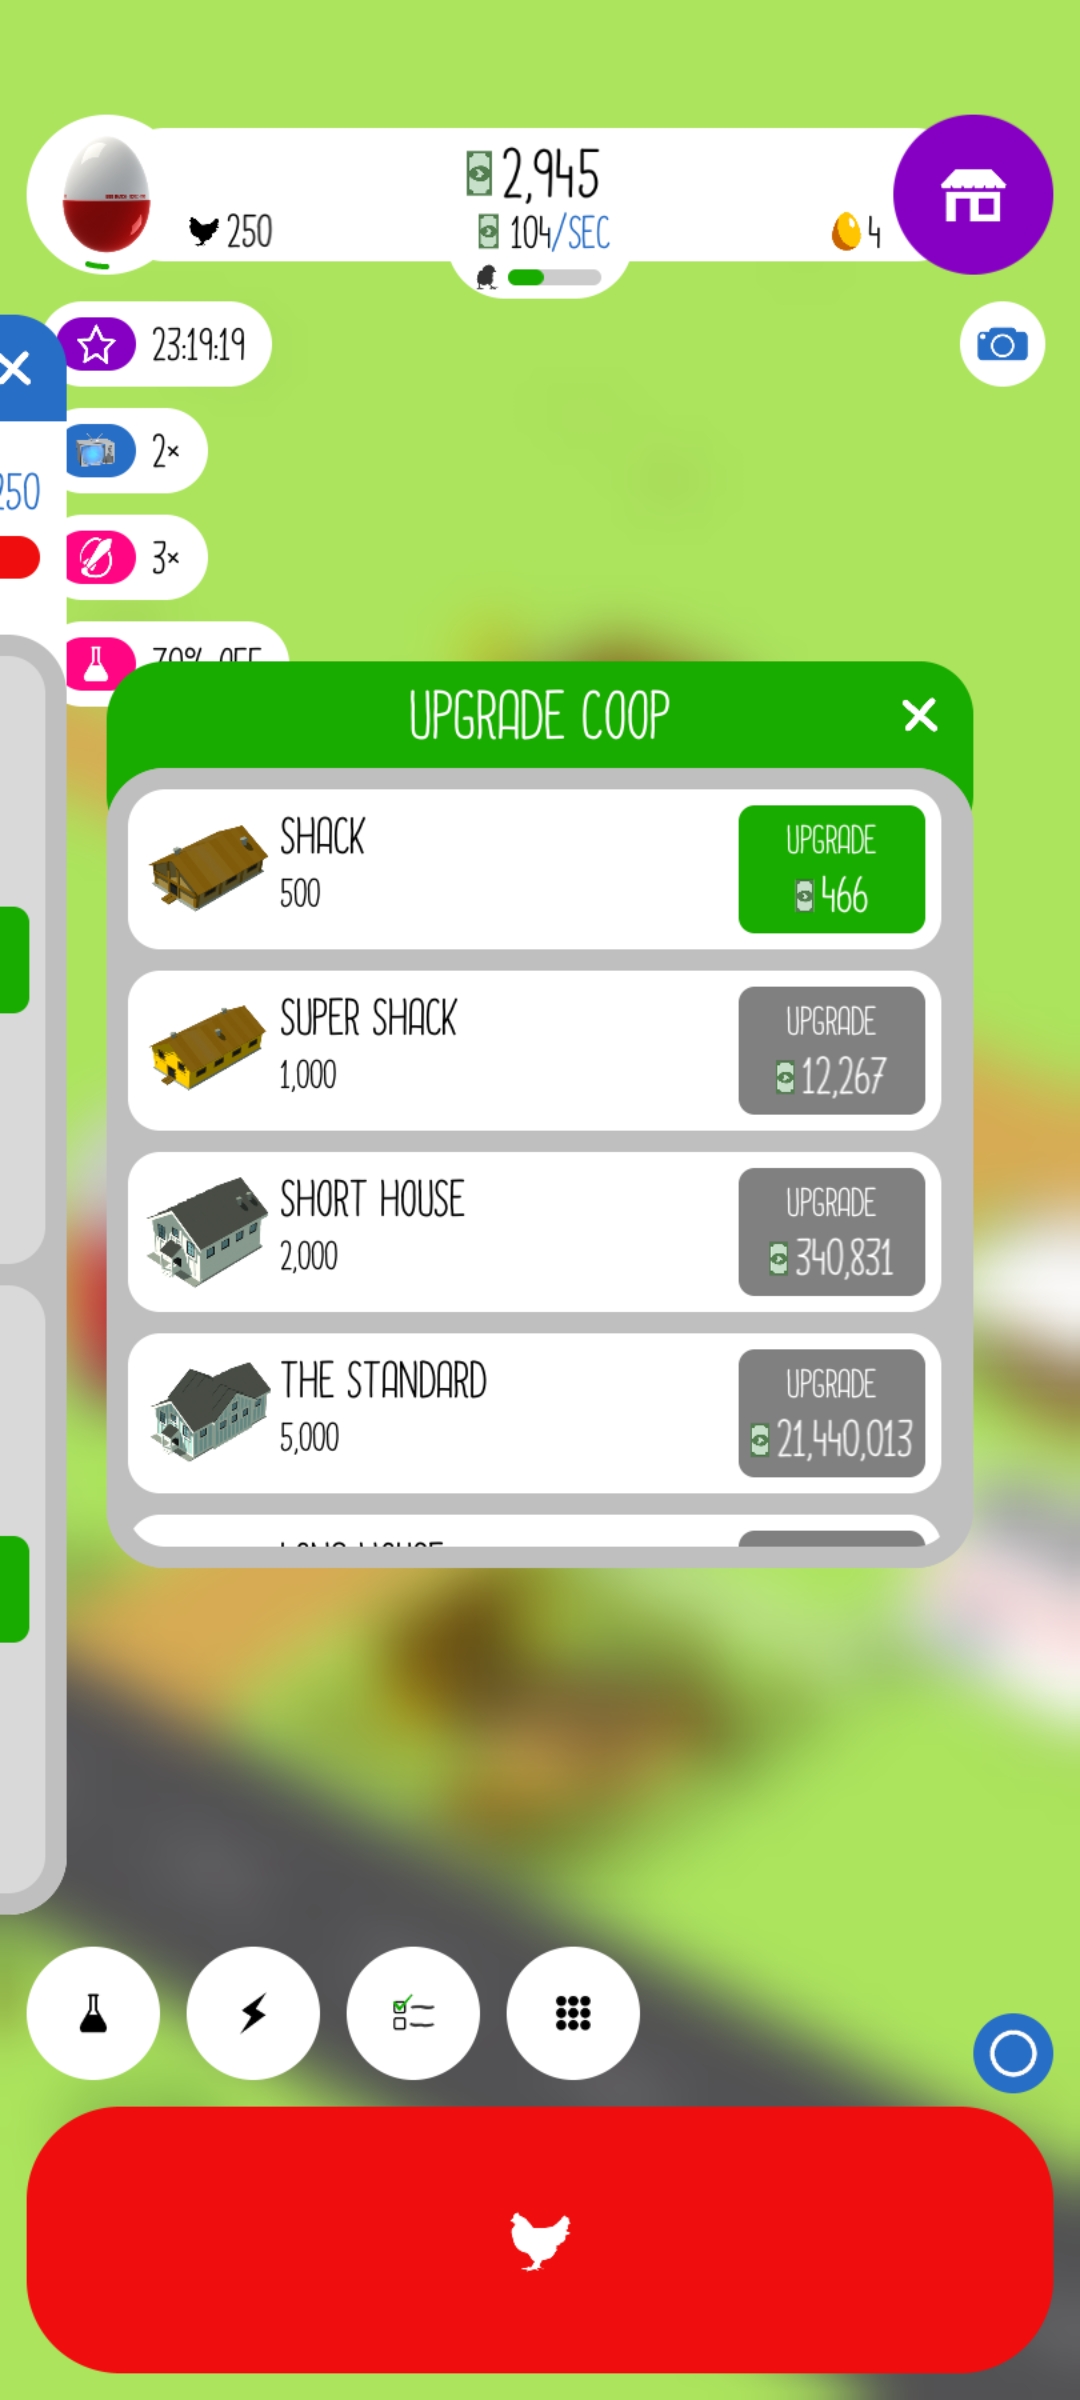 2,945
250
104/SEC
4
23:19:19
2×
250
3×
70% OFF
UPGRADE COOP
SHACK
500
UPGRADE
466
SUPER SHACK
1,000
UPGRADE
12,267
SHORT HOUSE
2,000
UPGRADE
340,831
THE STANDARD
5,000
UPGRADE
21,440,013
LONG HOUSE